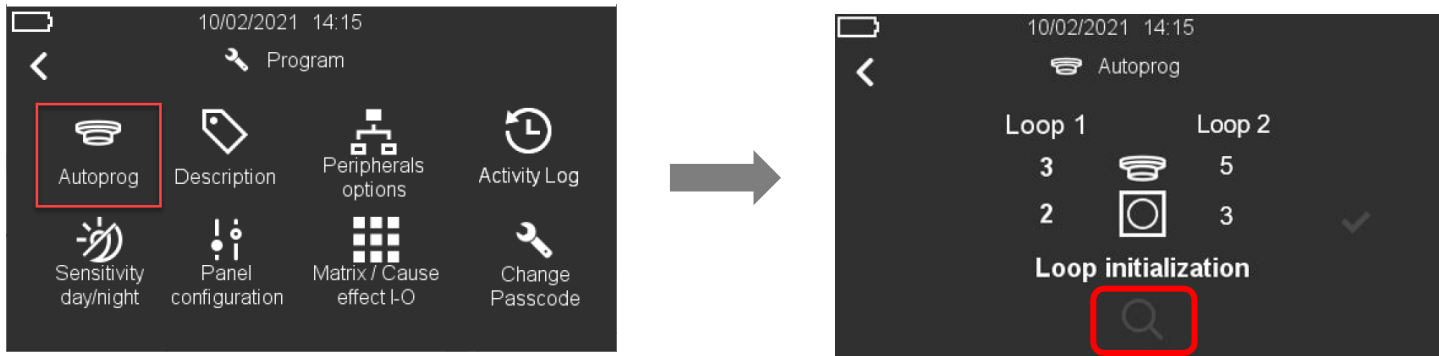 10/02/2021 14:15
Program
Autoprog
Description
Peripherals
options
Activity Log
Sensitivity
day/night
Panel
configuration
Matrix / Cause
effect I-O
Change
Passcode
10/02/2021 14:15
Autoprog
Loop 1 Loop 2
3 5
2 3
Loop initialization